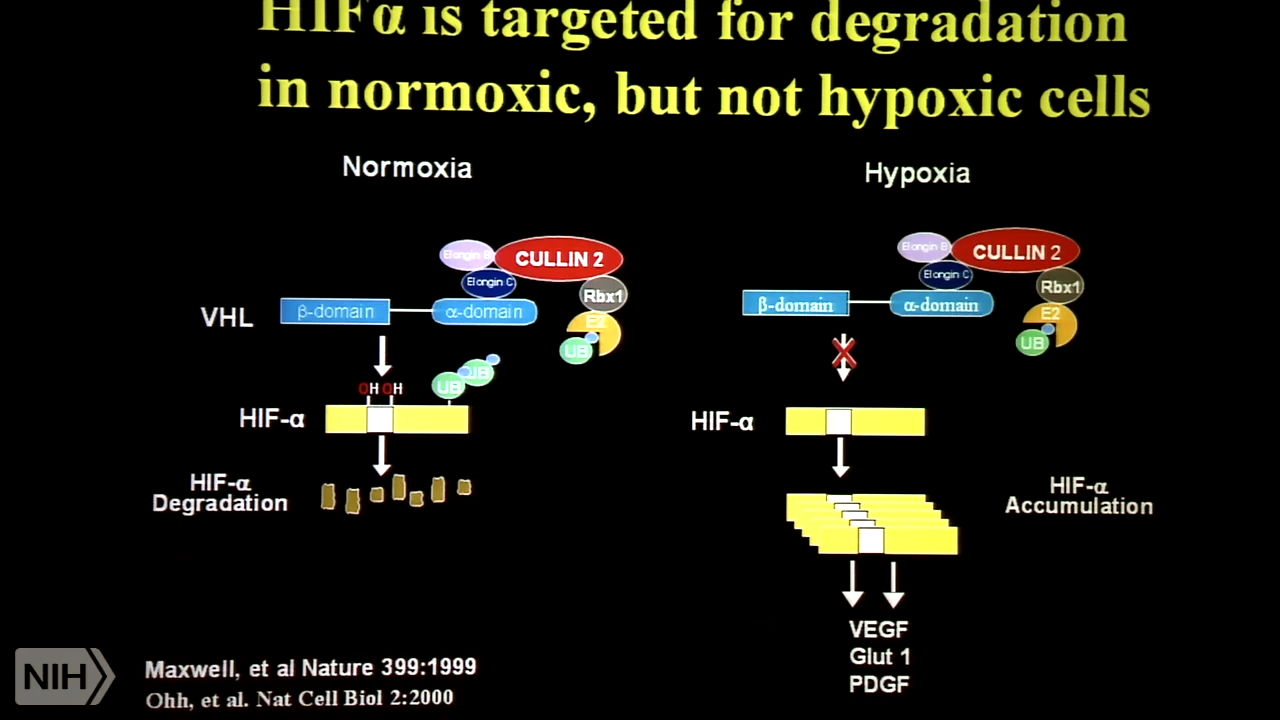 HIFα is targeted for degradation
in normoxic, but not hypoxic cells
Normoxia
Elongin B
CULLIN 2
Elongin C
Rbx1
VHL
β-domain
α-domain
E2
UB
UB
UB
OH OH
HIF-α
HIF-α
Degradation
Hypoxia
Elongin B
CULLIN 2
Elongin C
Rbx1
β-domain
α-domain
E2
UB
X
HIF-α
HIF-α
Accumulation
VEGF
Glut 1
PDGF
NIH
Maxwell, et al Nature 399:1999
Ohh, et al. Nat Cell Biol 2:2000